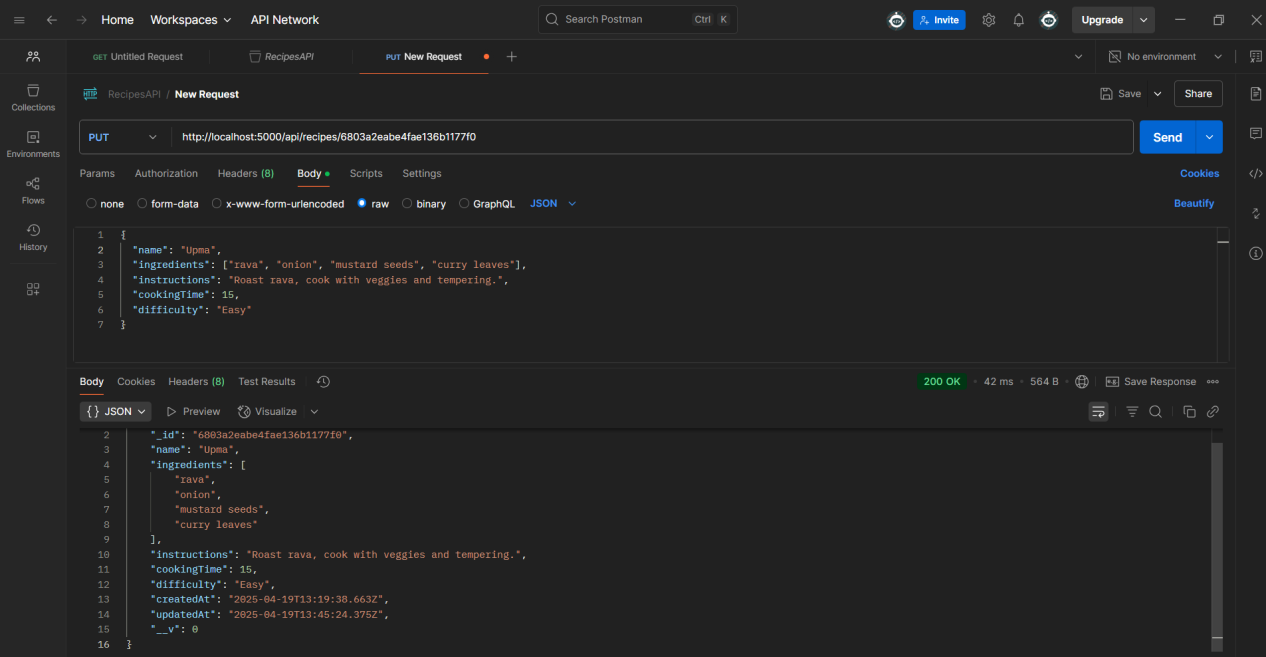 Home Workspaces API Network Search Postman Ctrl K Invite Upgrade
GET Untitled Request RecipesAPI PUT New Request No environment
RecipesAPI / New Request Save Share
Collections
Environments
Flows
History
PUT http://localhost:5000/api/recipes/6803a2eabe4fae136b1177f0 Send
Params Authorization Headers (8) Body Scripts Settings Cookies
none form-data x-www-form-urlencoded raw binary GraphQL JSON Beautify
1 {
2 "name": "Upma",
3 "ingredients": ["rava", "onion", "mustard seeds", "curry leaves"],
4 "instructions": "Roast rava, cook with veggies and tempering.",
5 "cookingTime": 15,
6 "difficulty": "Easy"
7 }
Body Cookies Headers (8) Test Results 200 OK • 42 ms • 564 B Save Response
{} JSON Preview Visualize
2 "_id": "6803a2eabe4fae136b1177f0",
3 "name": "Upma",
4 "ingredients": [
5 "rava",
6 "onion",
7 "mustard seeds",
8 "curry leaves"
9 ],
10 "instructions": "Roast rava, cook with veggies and tempering.",
11 "cookingTime": 15,
12 "difficulty": "Easy",
13 "createdAt": "2025-04-19T13:19:38.663Z",
14 "updatedAt": "2025-04-19T13:45:24.375Z",
15 "__v": 0
16 }